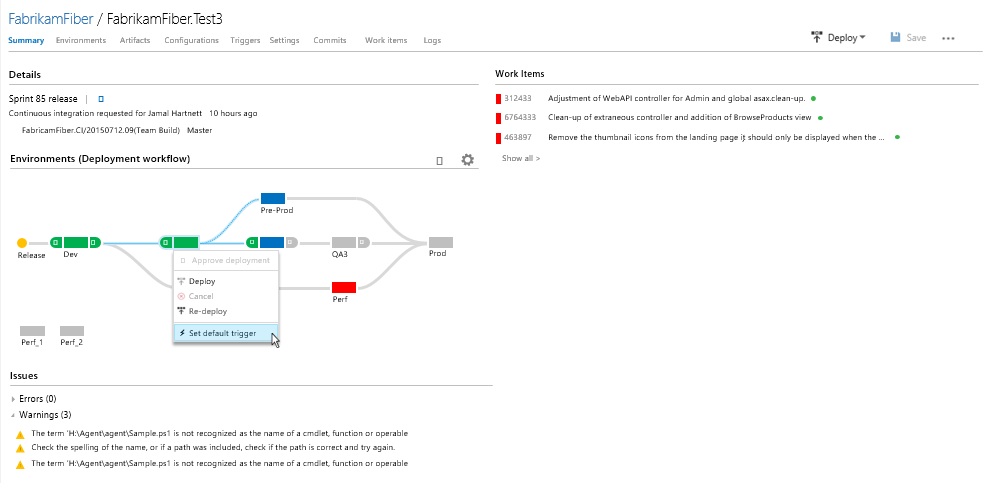 FabrikamFiber / FabrikamFiber.Test3
Summary Environments Artifacts Configurations Triggers Settings Commits Work items Logs
Deploy Save
Details
Sprint 85 release |
Continuous integration requested for Jamal Hartnett 10 hours ago
FabricamFiber.CI/20150712.09(Team Build) Master
Work Items
312433 Adjustment of WebAPI controller for Admin and global asax.clean-up.
6764333 Clean-up of extraneous controller and addition of BrowseProducts view
463897 Remove the thumbnail icons from the landing page it should only be displayed when the ...
Show all >
Environments (Deployment workflow)
Pre-Prod
Release
Dev
QA3
Prod
Approve deployment
Deploy
Cancel
Re-deploy
Set default trigger
Perf
Perf_1
Perf_2
Issues
Errors (0)
Warnings (3)
The term 'H:\Agent\agent\Sample.ps1 is not recognized as the name of a cmdlet, function or operable
Check the spelling of the name, or if a path was included, check if the path is correct and try again.
The term 'H:\Agent\agent\Sample.ps1 is not recognized as the name of a cmdlet, function or operable